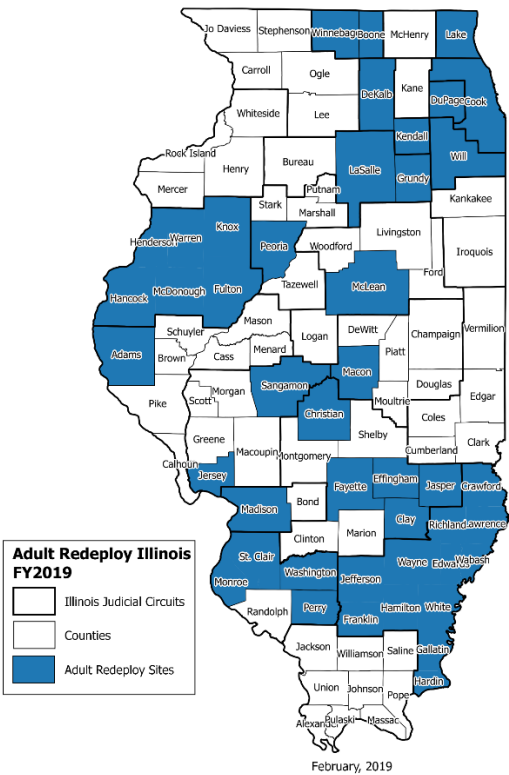 Jo Daviess
Stephenson
Winnebago
Boone
McHenry
Lake
Carroll
Ogle
DeKalb
Kane
DuPage
Cook
Whiteside
Lee
Kendall
Will
Rock Island
Henry
Bureau
LaSalle
Grundy
Mercer
Putnam
Kankakee
Stark
Marshall
Knox
Henderson
Warren
Peoria
Woodford
Livingston
Iroquois
Ford
Tazewell
McLean
Hancock
McDonough
Fulton
Mason
Logan
DeWitt
Champaign
Vermilion
Schuyler
Adams
Brown
Cass
Menard
Piatt
Macon
Sangamon
Douglas
Morgan
Scott
Pike
Christian
Moultrie
Edgar
Coles
Greene
Macoupin
Montgomery
Shelby
Cumberland
Clark
Calhoun
Jersey
Fayette
Effingham
Jasper
Crawford
Madison
Bond
Clay
Richland
Lawrence
Clinton
Marion
St. Clair
Washington
Jefferson
Wayne
Edwards
Wabash
Monroe
Randolph
Perry
Franklin
Hamilton
White
Jackson
Williamson
Saline
Gallatin
Hardin
Union
Johnson
Pope
Alexander
Pulaski
Massac
Adult Redeploy Illinois
FY2019
Illinois Judicial Circuits
Counties
Adult Redeploy Sites
February, 2019